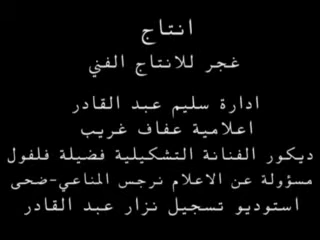 انتاج
غجر للانتاج الفني
ادارة سليم عبد القادر
اعلامية عفاف غريب
ديكور الفنانة التشكيلية فضيلة فلفول
مسؤولة عن الاعلام نرجس المناعي-ضحى
استوديو تسجيل نزار عبد القادر